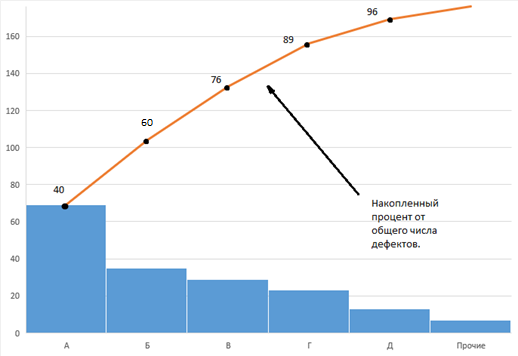 96
89
76
60
40
160
140
120
100
80
60
40
20
0
Накопленный
процент от
общего числа
дефектов.
А
Б
В
Г
Д
Прочие